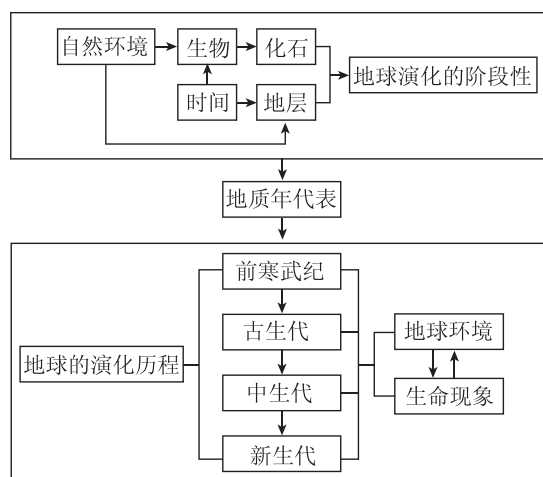 自然环境
生物
化石
地球演化的阶段性
时间
地层
地质年代表
前寒武纪
古生代
地球环境
地球的演化历程
中生代
生命现象
新生代